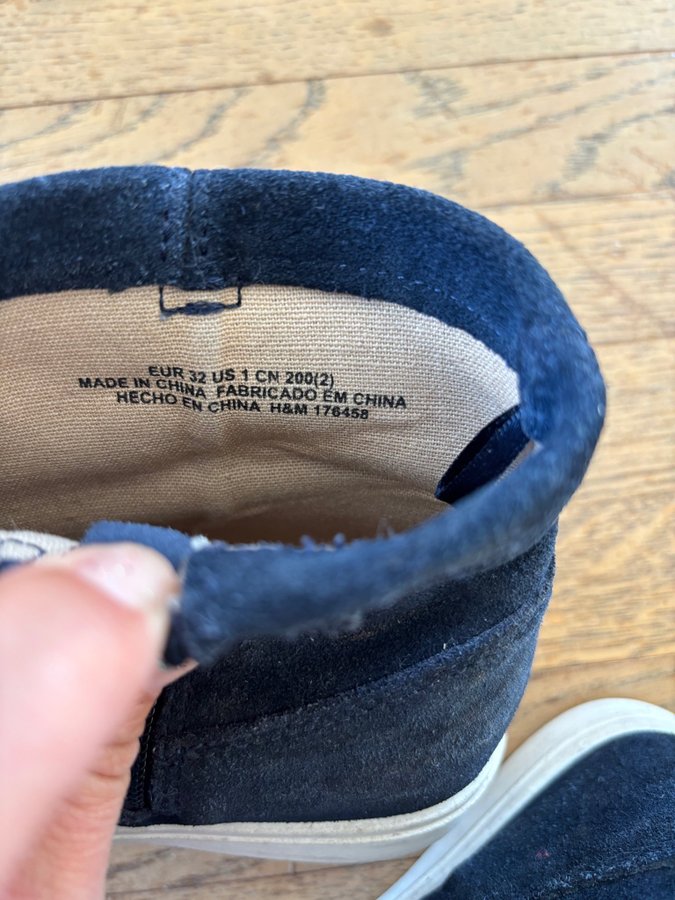 EUR 32 US 1 CN 200(2)
MADE IN CHINA FABRICADO EM CHINA
HECHO EN CHINA H&M 176458